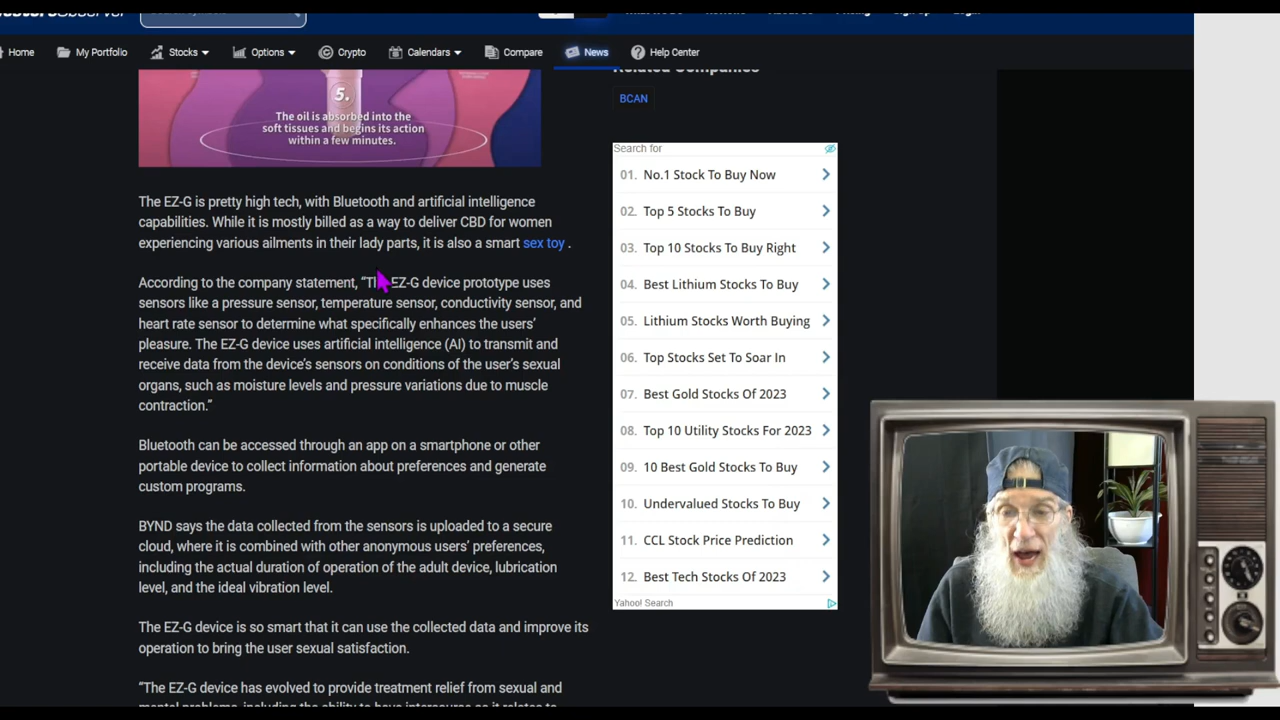 Home
My Portfolio
Stocks
Options
Crypto
Calendars
Compare
News
Help Center
5.
The oil is absorbed into the
soft tissues and begins its action
within a few minutes.
The EZ-G is pretty high tech, with Bluetooth and artificial intelligence
capabilities. While it is mostly billed as a way to deliver CBD for women
experiencing various ailments in their lady parts, it is also a smart sex toy .
According to the company statement, “Th EZ-G device prototype uses
sensors like a pressure sensor, temperature sensor, conductivity sensor, and
heart rate sensor to determine what specifically enhances the users’
pleasure. The EZ-G device uses artificial intelligence (AI) to transmit and
receive data from the device’s sensors on conditions of the user’s sexual
organs, such as moisture levels and pressure variations due to muscle
contraction.”
Bluetooth can be accessed through an app on a smartphone or other
portable device to collect information about preferences and generate
custom programs.
BYND says the data collected from the sensors is uploaded to a secure
cloud, where it is combined with other anonymous users’ preferences,
including the actual duration of operation of the adult device, lubrication
level, and the ideal vibration level.
The EZ-G device is so smart that it can use the collected data and improve its
operation to bring the user sexual satisfaction.
“The EZ-G device has evolved to provide treatment relief from sexual and
mental problems, including the ability to have intercourse as it relates to
Related Companies
BCAN
Search for
01. No.1 Stock To Buy Now
02. Top 5 Stocks To Buy
03. Top 10 Stocks To Buy Right
04. Best Lithium Stocks To Buy
05. Lithium Stocks Worth Buying
06. Top Stocks Set To Soar In
07. Best Gold Stocks Of 2023
08. Top 10 Utility Stocks For 2023
09. 10 Best Gold Stocks To Buy
10. Undervalued Stocks To Buy
11. CCL Stock Price Prediction
12. Best Tech Stocks Of 2023
Yahoo! Search